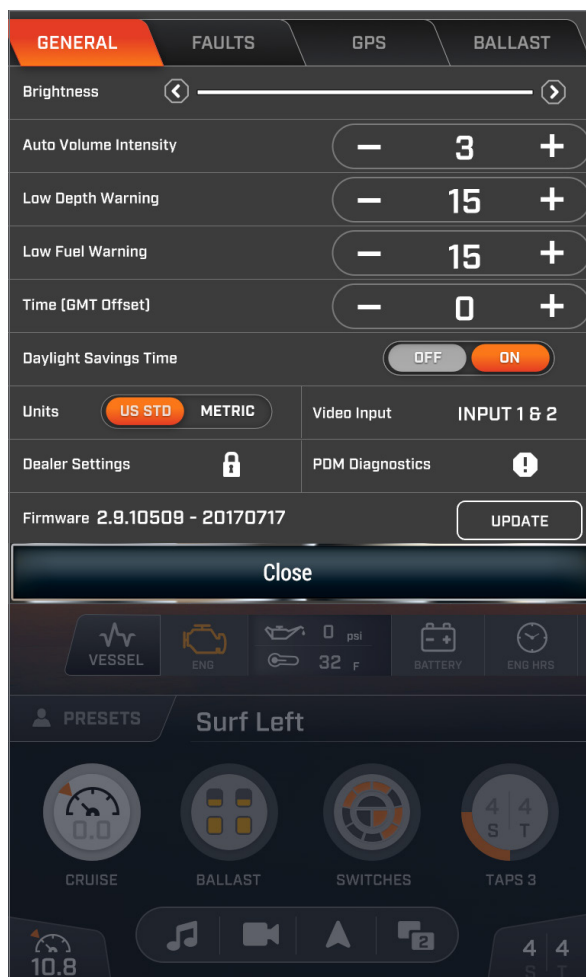 GENERAL FAULTS GPS BALLAST
Brightness
Auto Volume Intensity − 3 +
Low Depth Warning − 15 +
Low Fuel Warning − 15 +
Time (GMT Offset) − 0 +
Daylight Savings Time OFF ON
Units US STD METRIC Video Input INPUT 1 & 2
Dealer Settings PDM Diagnostics
Firmware 2.9.10509 - 20170717 UPDATE
Close
0 psi
VESSEL ENG 32 F BATTERY ENG HRS
PRESETS Surf Left
0.0 4 4
S T
CRUISE BALLAST SWITCHES TAPS 3
2
10.8 4 4
S T